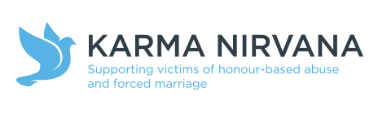 KARMA NIRVANA
Supporting victims of honour-based abuse
and forced marriage